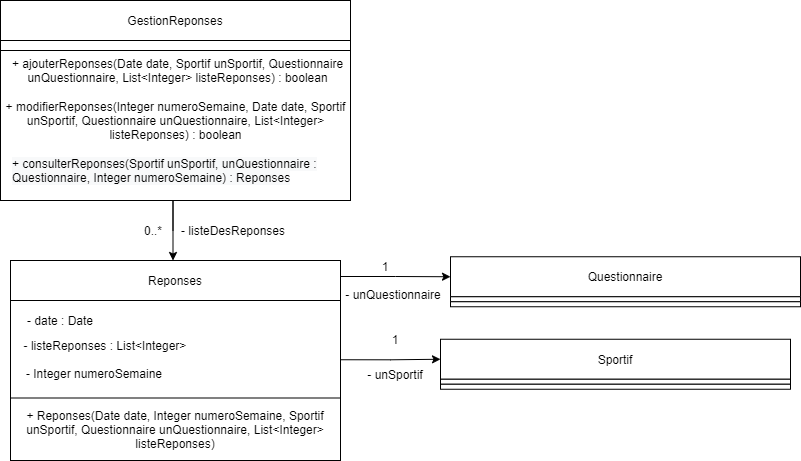 GestionReponses
+ ajouterReponses(Date date, Sportif unSportif, Questionnaire
unQuestionnaire, List<Integer> listeReponses) : boolean
+ modifierReponses(Integer numeroSemaine, Date date, Sportif
unSportif, Questionnaire unQuestionnaire, List<Integer>
listeReponses) : boolean
+ consulterReponses(Sportif unSportif, unQuestionnaire :
Questionnaire, Integer numeroSemaine) : Reponses
0..* - listeDesReponses
Reponses
- date : Date
- listeReponses : List<Integer>
- Integer numeroSemaine
+ Reponses(Date date, Integer numeroSemaine, Sportif
unSportif, Questionnaire unQuestionnaire, List<Integer>
listeReponses)
1
- unQuestionnaire
Questionnaire
1
- unSportif
Sportif